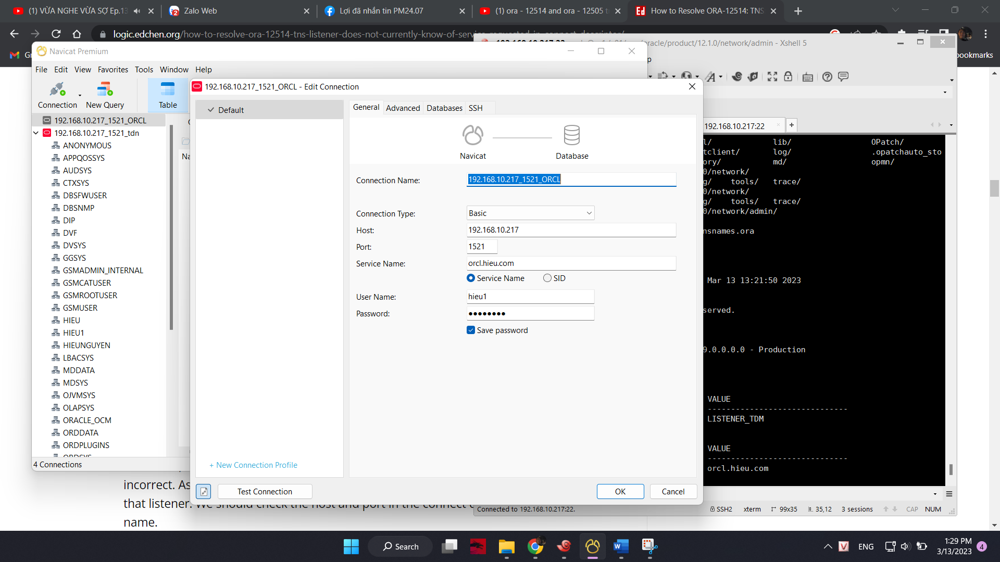 (1) VỪA NGHE VỪA SỢ Ep.13
Zalo Web
Lợi đã nhắn tin PM24.07
(1) ora - 12514 and ora - 12505 t
How to Resolve ORA-12514: TNS
logic.edchen.org/how-to-resolve-ora-12514-tns-listener-does-not-currently-know-of-service-requested-in-connect-descriptor/
bookmarks
oracle/product/12.1.0/network/admin - Xshell 5
Navicat Premium
File Edit View Favorites Tools Window Help
Connection
New Query
Table
192.168.10.217_1521_ORCL
192.168.10.217_1521_tdn
ANONYMOUS
APPQOSSYS
AUDSYS
CTXSYS
DBSFWUSER
DBSNMP
DIP
DVF
DVSYS
GGSYS
GSMADMIN_INTERNAL
GSMCATUSER
GSMROOTUSER
GSMUSER
HIEU
HIEU1
HIEUNGUYEN
LBACSYS
MDDATA
MDSYS
OJVMSYS
OLAPSYS
ORACLE_OCM
ORDDATA
ORDPLUGINS
ORDSYS
4 Connections
Na
192.168.10.217_1521_ORCL - Edit Connection
Default
+ New Connection Profile
General Advanced Databases SSH
Navicat
Database
Connection Name: 192.168.10.217_1521_ORCL
Connection Type: Basic
Host: 192.168.10.217
Port: 1521
Service Name: orcl.hieu.com
Service Name SID
User Name: hieu1
Password: ●●●●●●●●
Save password
Test Connection
OK
Cancel
192.168.10.217:22
l/ lib/ OPatch/
tclient/ log/ .opatchauto_sto
ory/ md/ opmn/
0/network/
g/ tools/ trace/
0/network/
g/ tools/ trace/
0/network/admin/
nsnames.ora
Mar 13 13:21:50 2023
served.
9.0.0.0.0 - Production
VALUE
------------------------------
LISTENER_TDM
VALUE
------------------------------
orcl.hieu.com
incorrect. As
that listener. We should check the host and port in the connect
name.
Connected to 192.168.10.217:22.
SSH2 xterm 99x35 35,12 3 sessions CAP NUM
Search
ENG
1:29 PM
3/13/2023
4